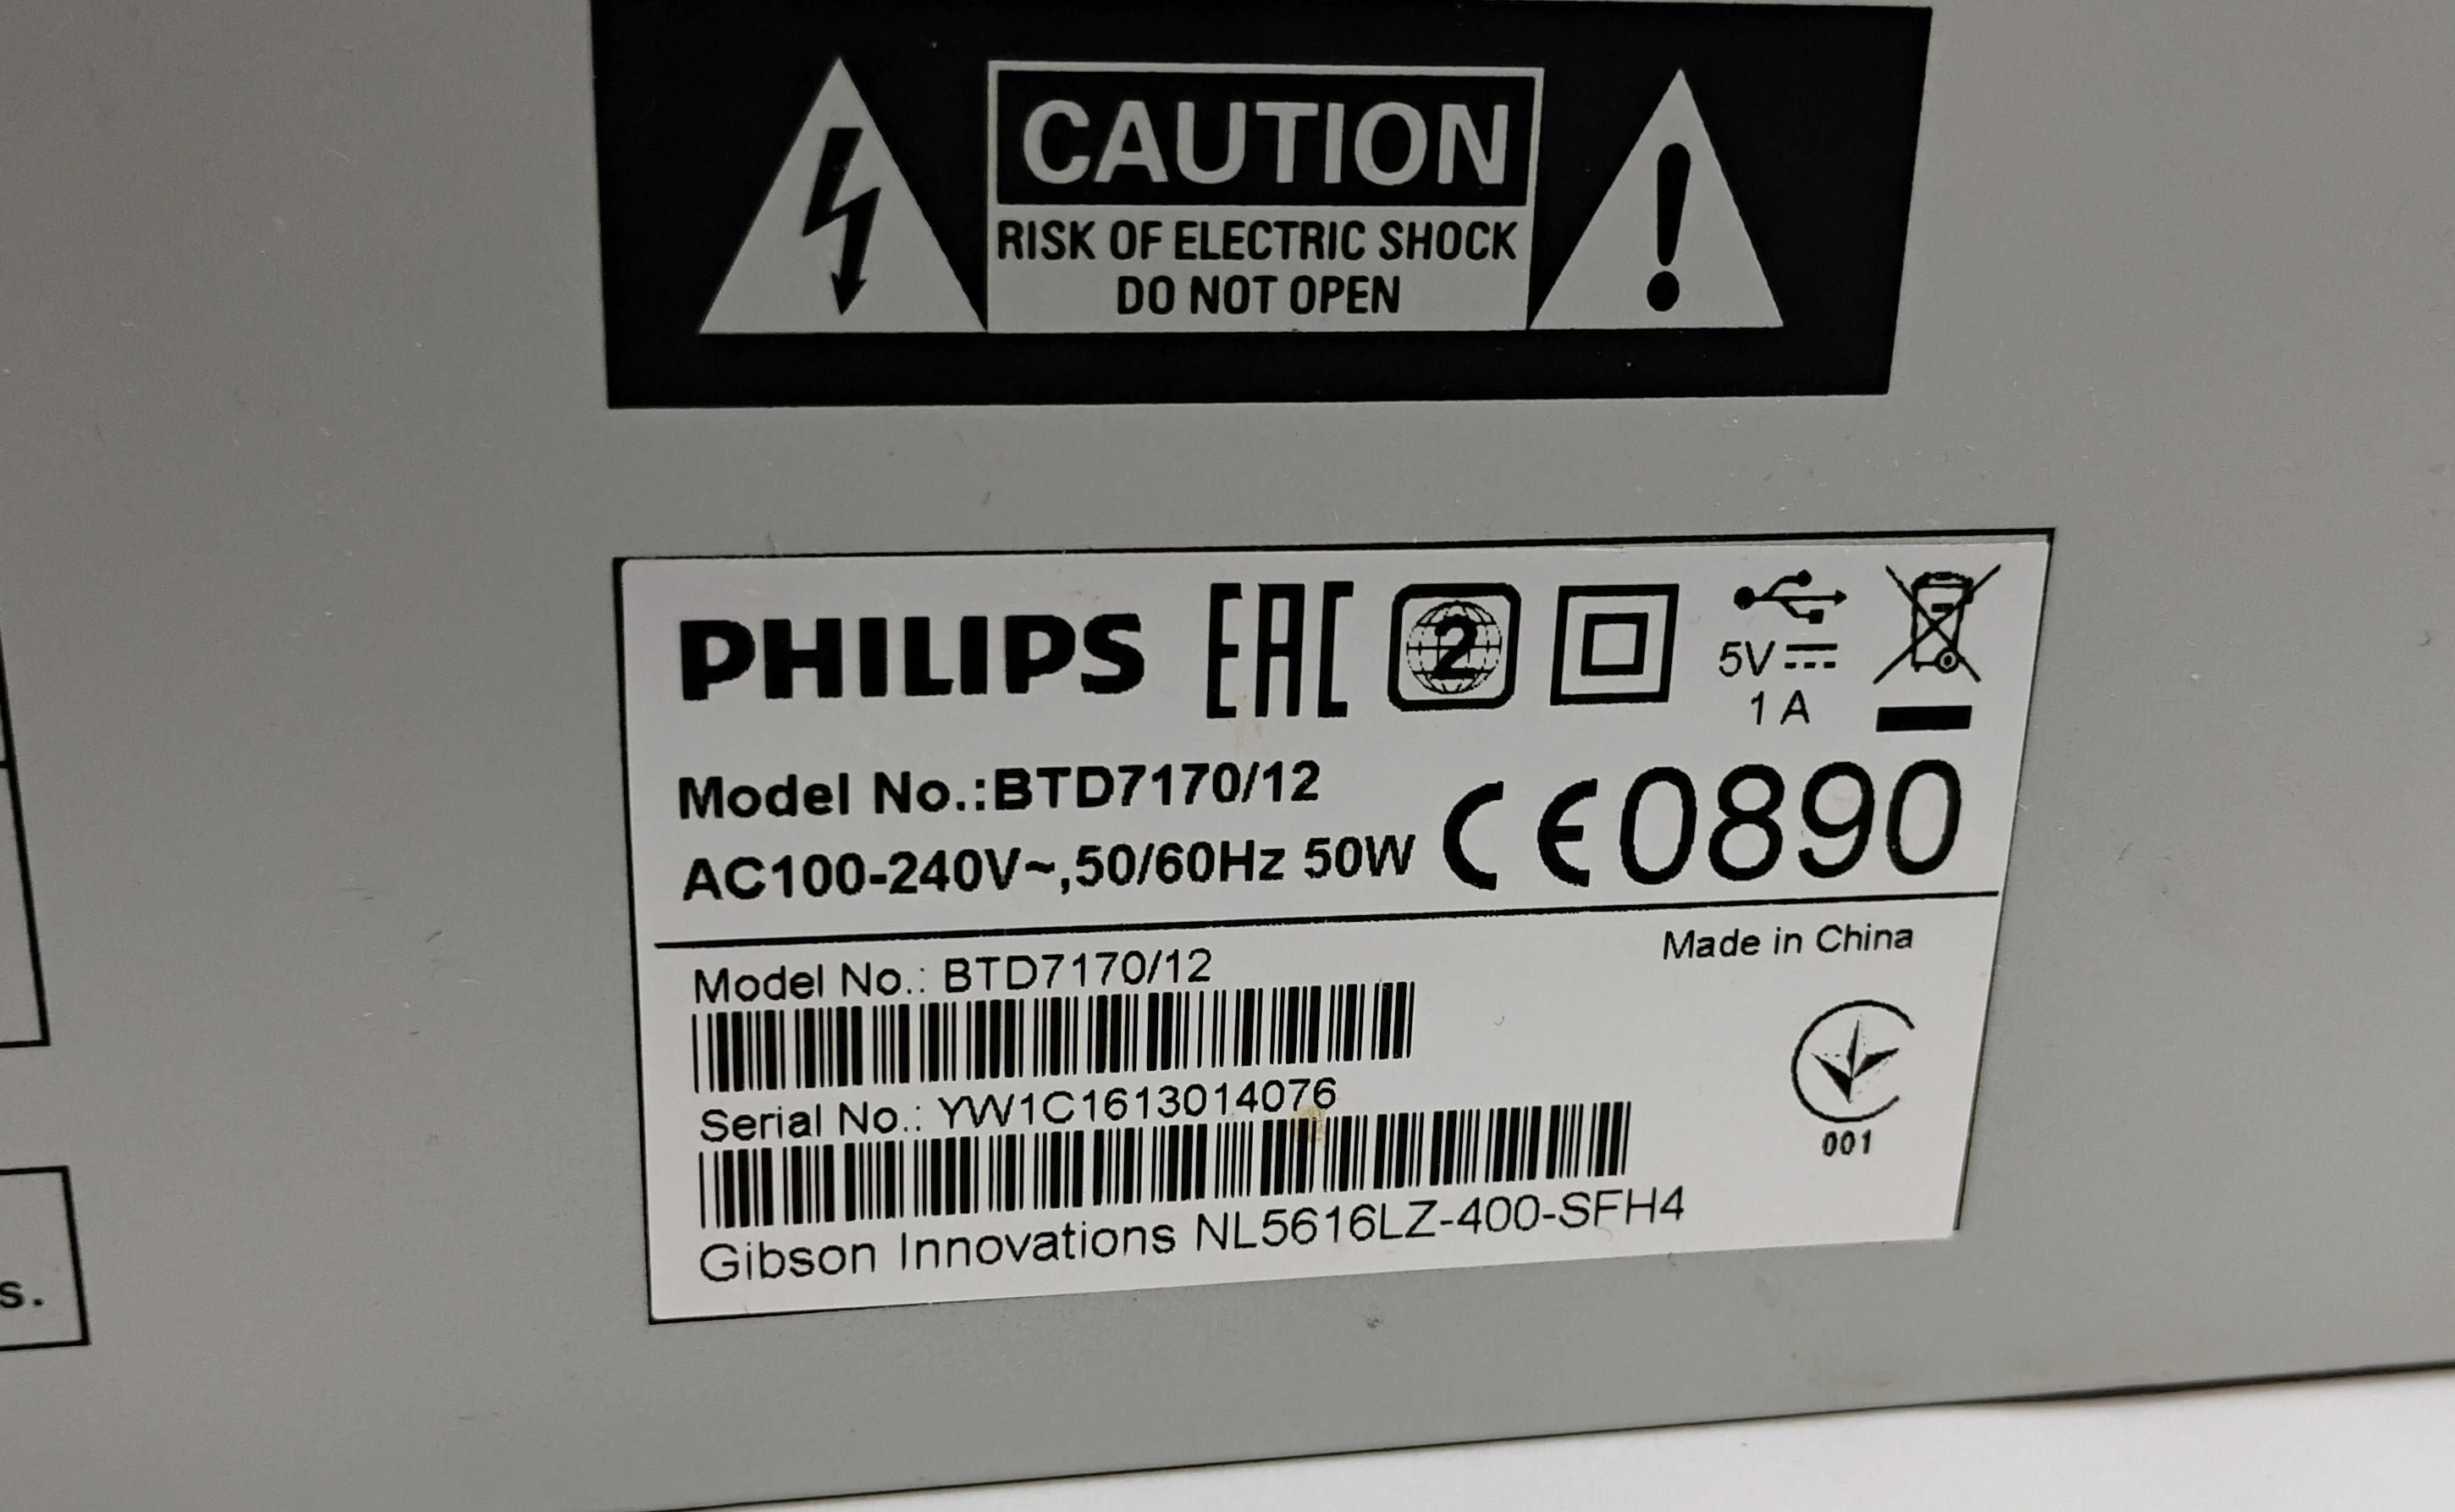 CAUTION
RISK OF ELECTRIC SHOCK
DO NOT OPEN
PHILIPS EAC 2
5V
1 A
Model No.:BTD7170/12
AC100-240V~,50/60Hz 50W CE0890
Made in China
Model No.: BTD7170/12
Serial No.: YW1C1613014076
001
Gibson Innovations NL5616LZ-400-SFH4
s.